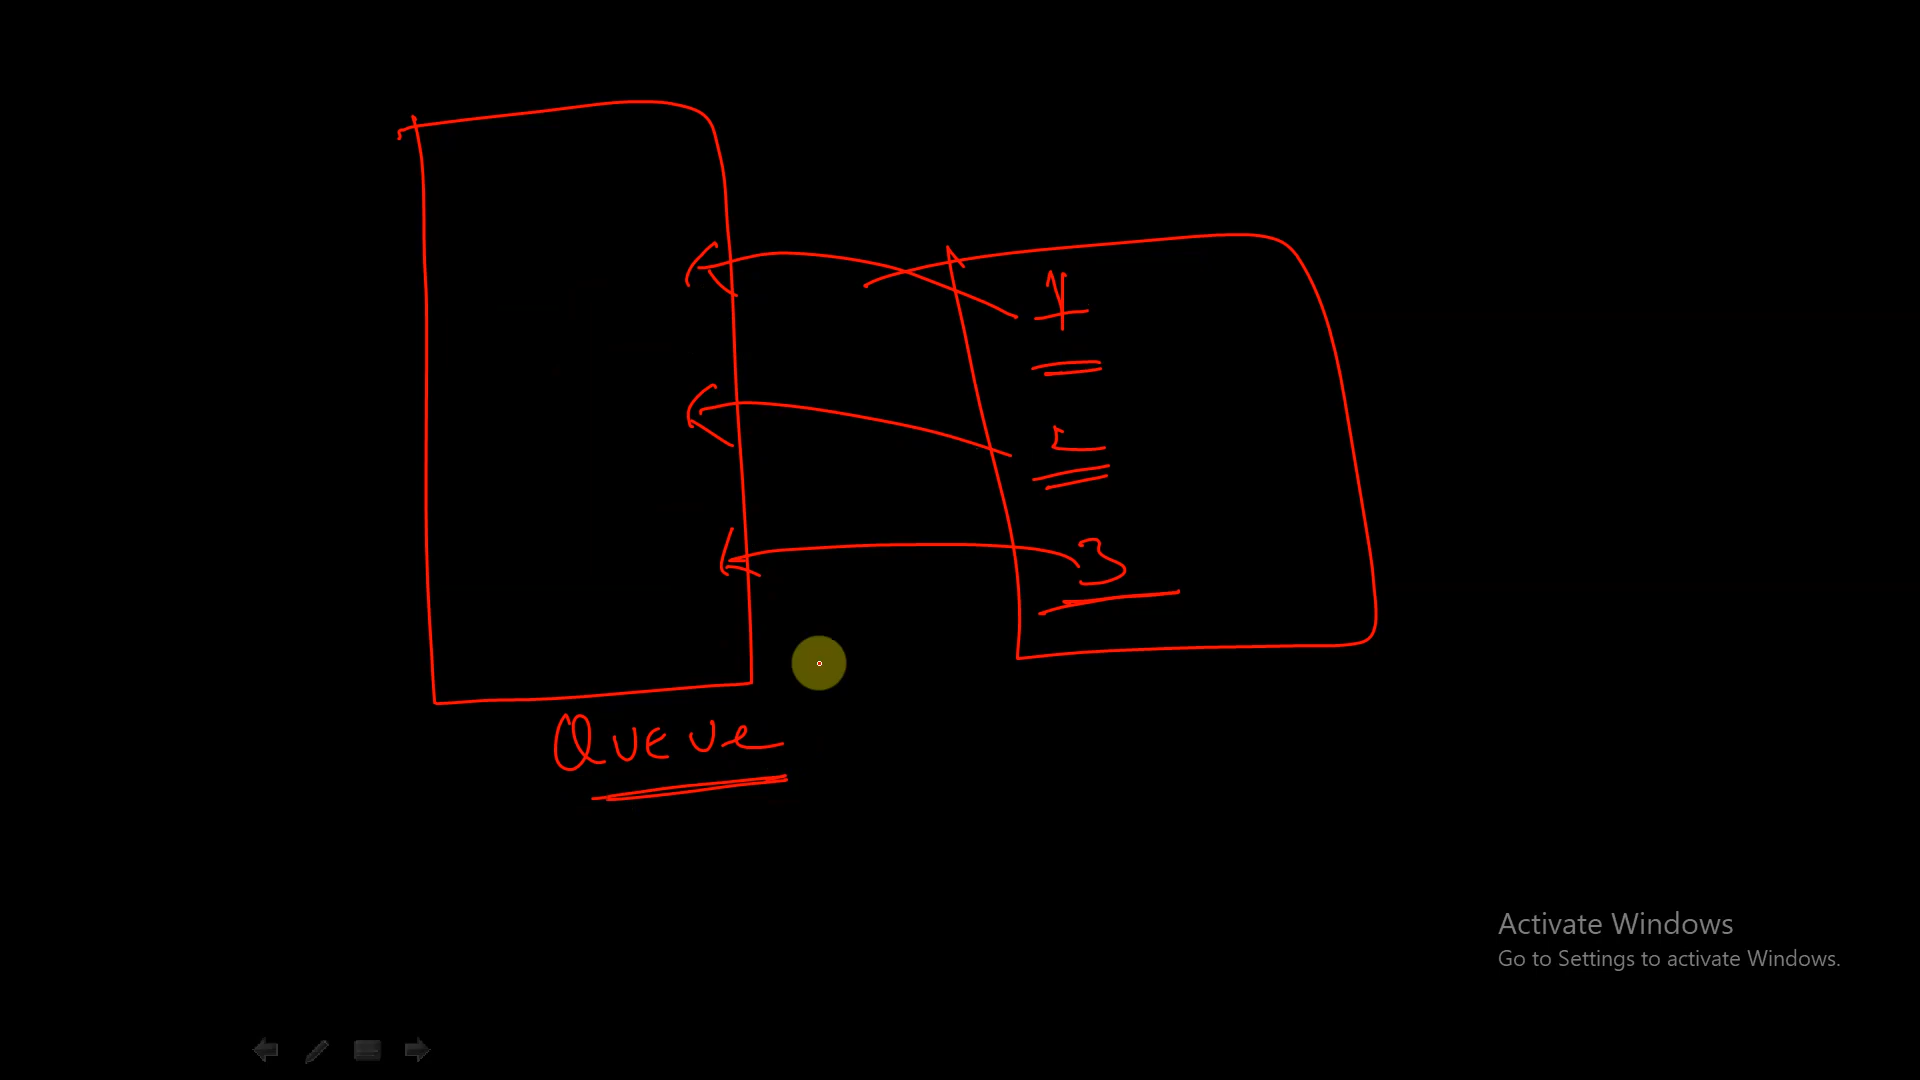 1
2
3
Queue
Activate Windows
Go to Settings to activate Windows.